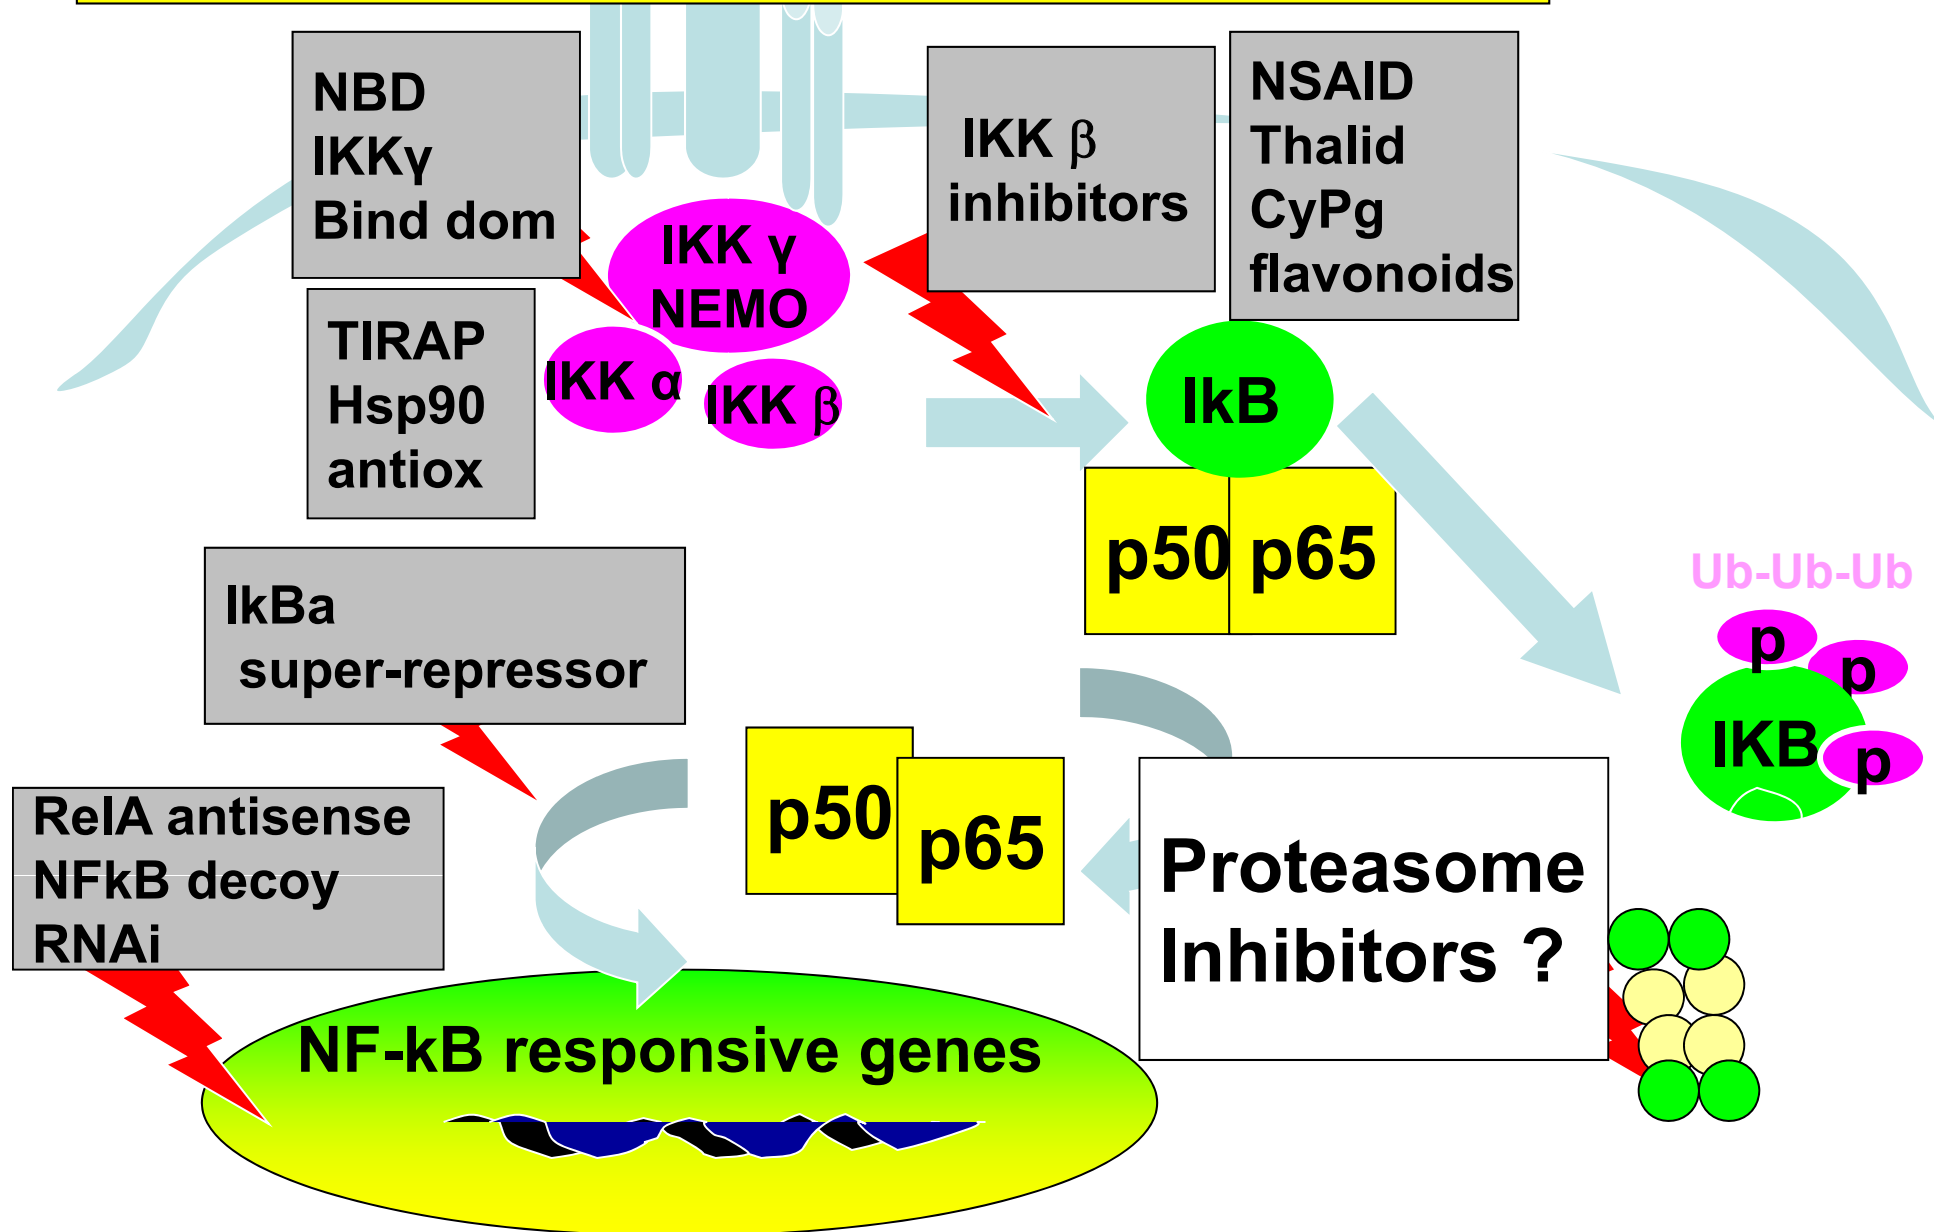 NBD
IKKγ
Bind dom
IKK β
inhibitors
NSAID
Thalid
CyPg
flavonoids
IKK γ
NEMO
TIRAP
Hsp90
antiox
IKK α
IKK β
IkB
p50
p65
Ub-Ub-Ub
p
p
IKB
p
IkBa
super-repressor
p50
p65
RelA antisense
NFkB decoy
RNAi
Proteasome
Inhibitors ?
NF-kB responsive genes